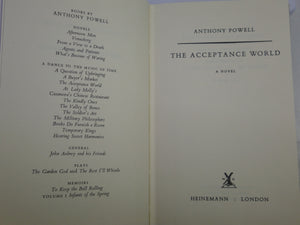 BOOKS BY
ANTHONY POWELL
NOVELS
Afternoon Men
Venusberg
From a View to a Death
Agents and Patients
What's Become of Waring
A DANCE TO THE MUSIC OF TIME
A Question of Upbringing
A Buyer's Market
The Acceptance World
At Lady Molly's
Casanova's Chinese Restaurant
The Kindly Ones
The Valley of Bones
The Soldier's Art
The Military Philosophers
Books Do Furnish a Room
Temporary Kings
Hearing Secret Harmonies
GENERAL
John Aubrey and his Friends
PLAYS
The Garden God and The Rest I'll Whistle
MEMOIRS
To Keep the Ball Rolling
VOLUME I Infants of the Spring
ANTHONY POWELL
THE ACCEPTANCE WORLD
A NOVEL
HEINEMANN : LONDON